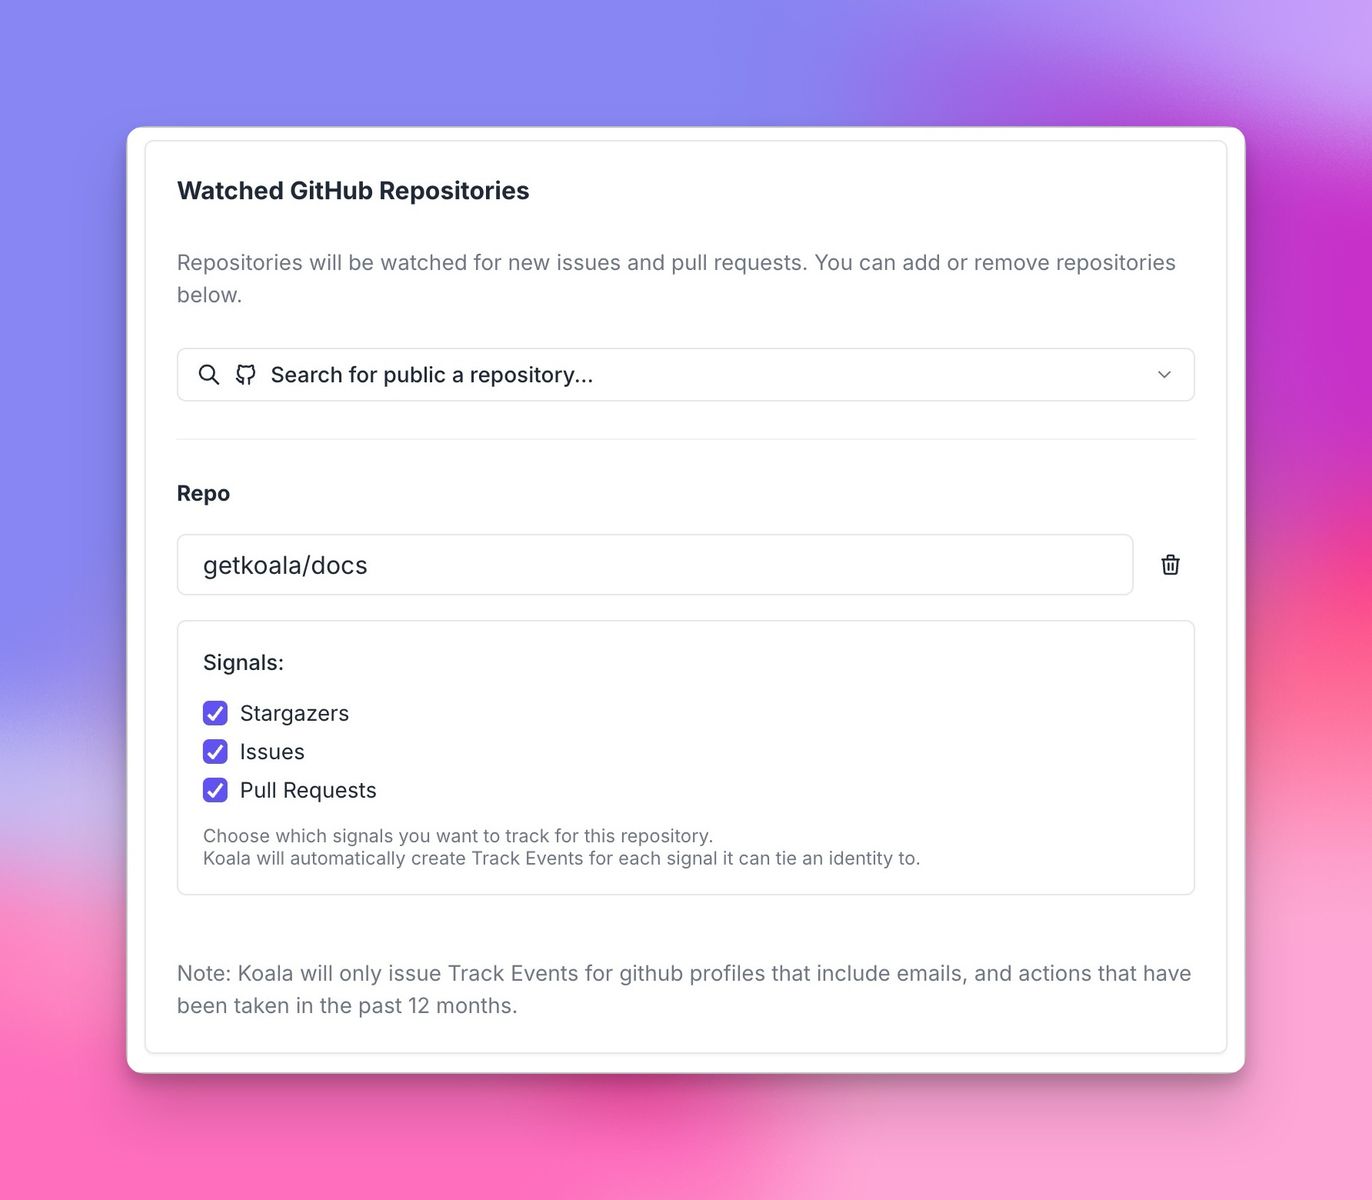 Watched GitHub Repositories
Repositories will be watched for new issues and pull requests. You can add or remove repositories
below.
Search for public a repository...
Repo
getkoala/docs
Signals:
Stargazers
Issues
Pull Requests
Choose which signals you want to track for this repository.
Koala will automatically create Track Events for each signal it can tie an identity to.
Note: Koala will only issue Track Events for github profiles that include emails, and actions that have
been taken in the past 12 months.